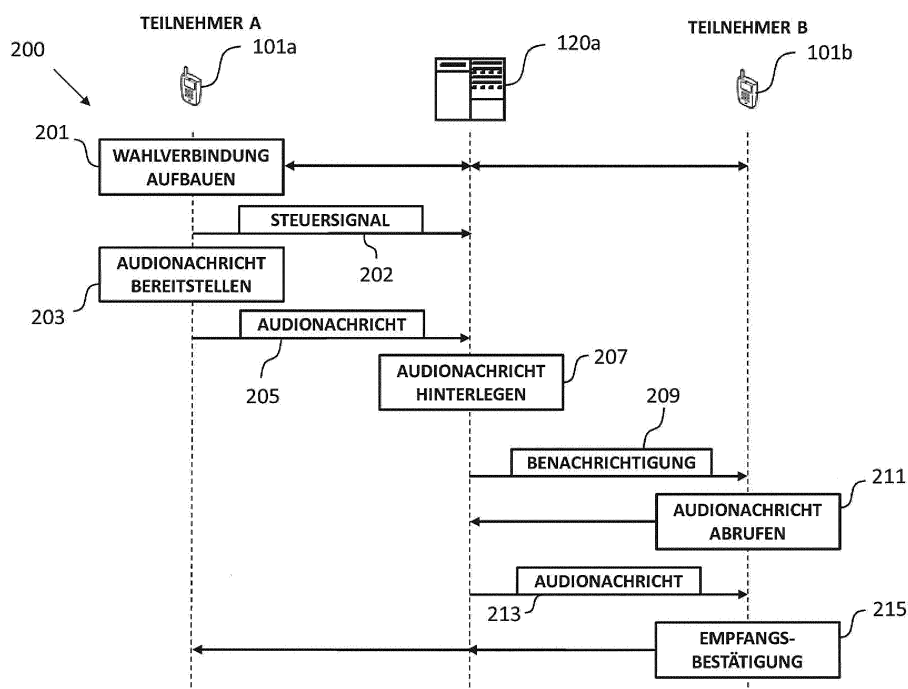 TEILNEHMER A
TEILNEHMER B
200
101a
120a
101b
201
WAHLVERBINDUNG
AUFBAUEN
STEUERSIGNAL
202
AUDIONACHRICHT
BEREITSTELLEN
203
AUDIONACHRICHT
205
AUDIONACHRICHT
HINTERLEGEN
207
209
BENACHRICHTIGUNG
211
AUDIONACHRICHT
ABRUFEN
AUDIONACHRICHT
213
215
EMPFANGS-
BESTÄTIGUNG